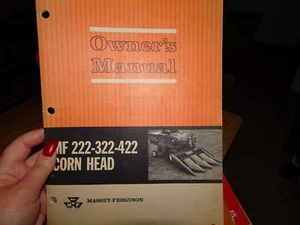 Owner's
Manual
MF 222-322-422
CORN HEAD
MASSEY-FERGUSON